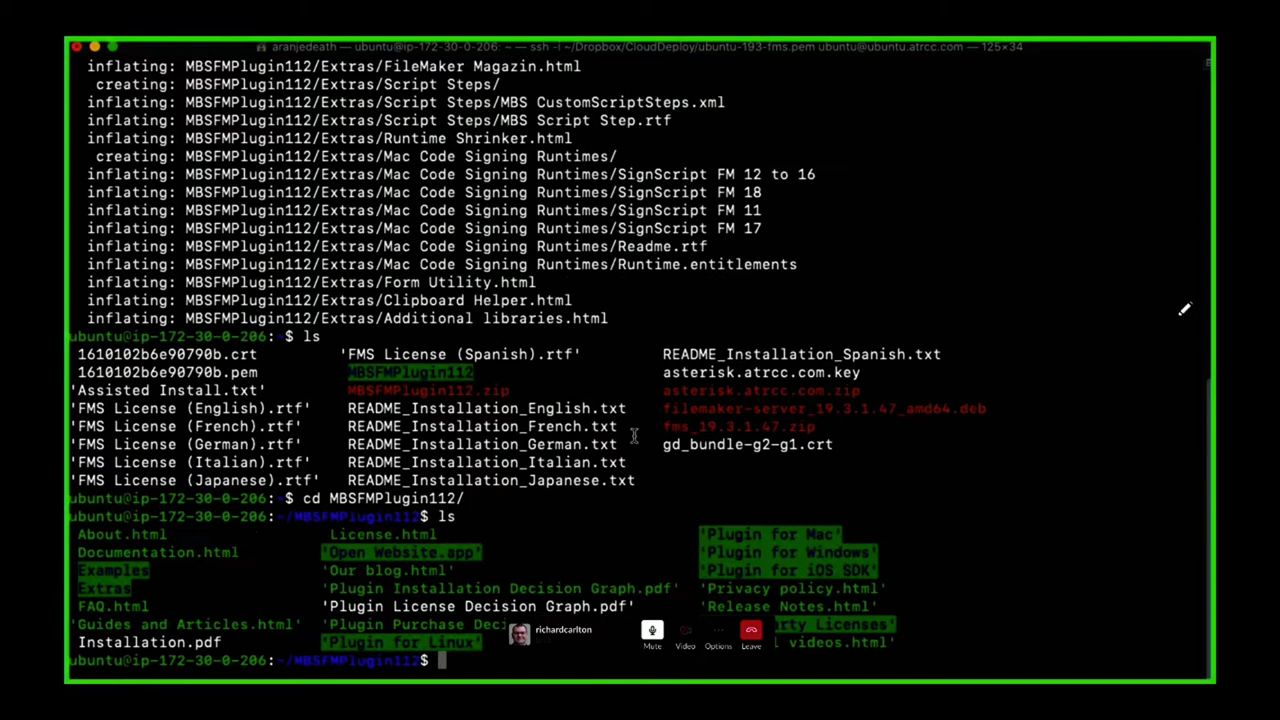 aranjedeath — ubuntu@ip-172-30-0-206: ~ — ssh -i ~/Dropbox/CloudDeploy/ubuntu-193-fms.pem ubuntu@ubuntu.atrcc.com — 125×34
inflating: MBSFMPlugin112/Extras/FileMaker Magazin.html
creating: MBSFMPlugin112/Extras/Script Steps/
inflating: MBSFMPlugin112/Extras/Script Steps/MBS CustomScriptSteps.xml
inflating: MBSFMPlugin112/Extras/Script Steps/MBS Script Step.rtf
inflating: MBSFMPlugin112/Extras/Runtime Shrinker.html
creating: MBSFMPlugin112/Extras/Mac Code Signing Runtimes/
inflating: MBSFMPlugin112/Extras/Mac Code Signing Runtimes/SignScript FM 12 to 16
inflating: MBSFMPlugin112/Extras/Mac Code Signing Runtimes/SignScript FM 18
inflating: MBSFMPlugin112/Extras/Mac Code Signing Runtimes/SignScript FM 11
inflating: MBSFMPlugin112/Extras/Mac Code Signing Runtimes/SignScript FM 17
inflating: MBSFMPlugin112/Extras/Mac Code Signing Runtimes/Readme.rtf
inflating: MBSFMPlugin112/Extras/Mac Code Signing Runtimes/Runtime.entitlements
inflating: MBSFMPlugin112/Extras/Form Utility.html
inflating: MBSFMPlugin112/Extras/Clipboard Helper.html
inflating: MBSFMPlugin112/Extras/Additional libraries.html
ubuntu@ip-172-30-0-206:~$ ls
1610102b6e90790b.crt 'FMS License (Spanish).rtf' README_Installation_Spanish.txt
1610102b6e90790b.pem MBSFMPlugin112 asterisk.atrcc.com.key
'Assisted Install.txt' MBSFMPlugin112.zip asterisk.atrcc.com.zip
'FMS License (English).rtf' README_Installation_English.txt filemaker-server_19.3.1.47_amd64.deb
'FMS License (French).rtf' README_Installation_French.txt fms_19.3.1.47.zip
'FMS License (German).rtf' README_Installation_German.txt gd_bundle-g2-g1.crt
'FMS License (Italian).rtf' README_Installation_Italian.txt
'FMS License (Japanese).rtf' README_Installation_Japanese.txt
ubuntu@ip-172-30-0-206:~$ cd MBSFMPlugin112/
ubuntu@ip-172-30-0-206:~/MBSFMPlugin112$ ls
About.html License.html 'Plugin for Mac'
Documentation.html 'Open Website.app' 'Plugin for Windows'
Examples 'Our blog.html' 'Plugin for iOS SDK'
Extras 'Plugin Installation Decision Graph.pdf' 'Privacy policy.html'
FAQ.html 'Plugin License Decision Graph.pdf' 'Release Notes.html'
'Guides and Articles.html' 'Plugin Purchase Deci arty Licenses'
Installation.pdf 'Plugin for Linux' l videos.html'
ubuntu@ip-172-30-0-206:~/MBSFMPlugin112$
richardcarlton
Mute Video Options Leave